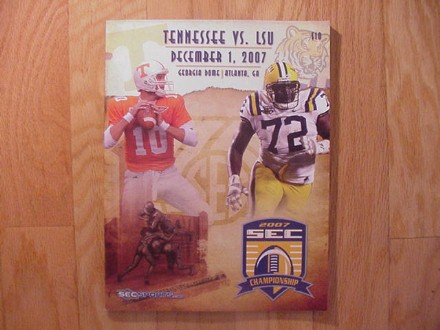 TENNESSEE VS. LSU
$10
DECEMBER 1, 2007
GEORGIA DOME | ATLANTA, GA
T
10
72
2007
SEC
CHAMPIONSHIP